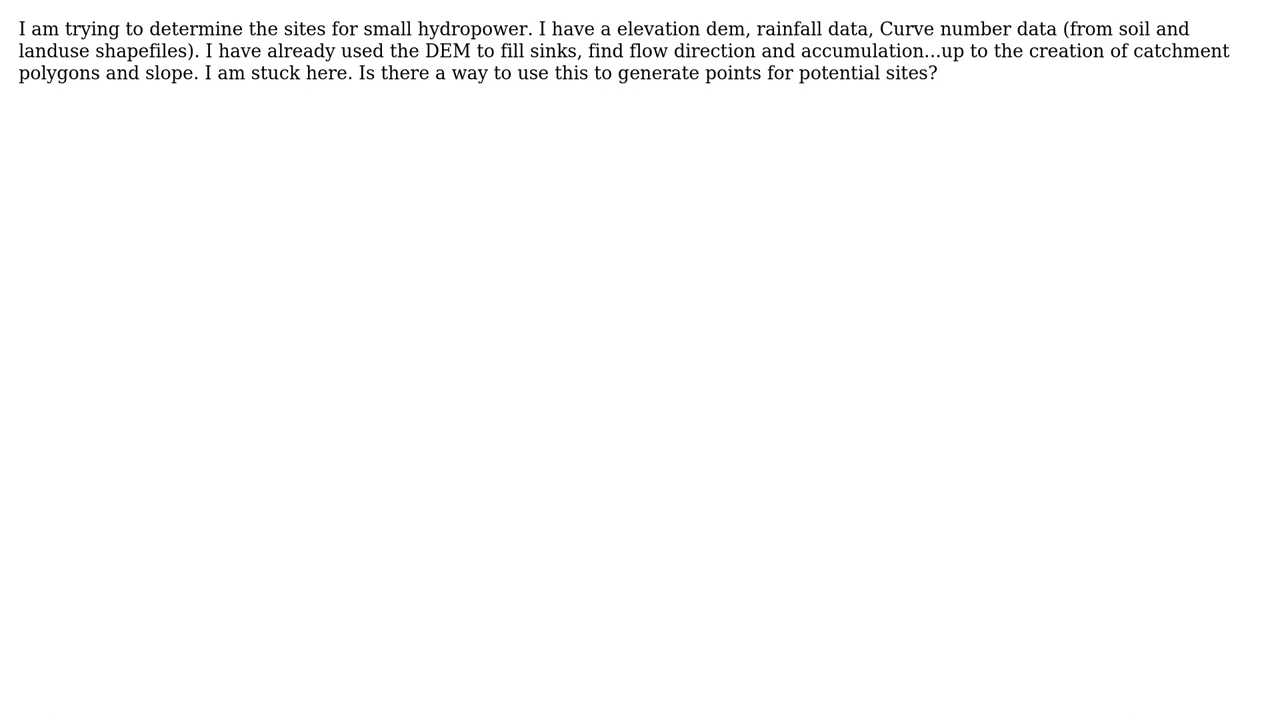 I am trying to determine the sites for small hydropower. I have a elevation dem, rainfall data, Curve number data (from soil and
landuse shapefiles). I have already used the DEM to fill sinks, find flow direction and accumulation...up to the creation of catchment
polygons and slope. I am stuck here. Is there a way to use this to generate points for potential sites?